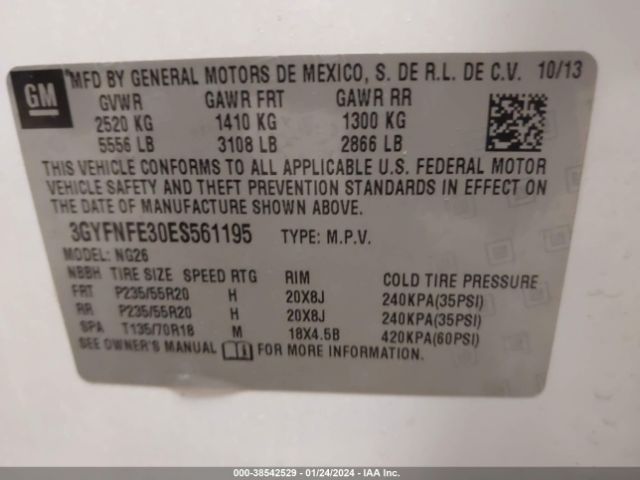 GM
MFD BY GENERAL MOTORS DE MEXICO, S. DE R.L. DE C.V. 10/13
GVWR GAWR FRT GAWR RR
2520 KG 1410 KG 1300 KG
5556 LB 3108 LB 2866 LB
THIS VEHICLE CONFORMS TO ALL APPLICABLE U.S. FEDERAL MOTOR
VEHICLE SAFETY AND THEFT PREVENTION STANDARDS IN EFFECT ON
THE DATE OF MANUFACTURE SHOWN ABOVE.
3GYFNFE30ES561195 TYPE: M.P.V.
MODEL: NG26
NBBH TIRE SIZE SPEED RTG RIM COLD TIRE PRESSURE
FRT P235/55R20 H 20X8J 240KPA(35PSI)
RR P235/55R20 H 20X8J 240KPA(35PSI)
SPA T135/70R18 M 18X4.5B 420KPA(60PSI)
SEE OWNER'S MANUAL FOR MORE INFORMATION.
000-38542529 - 01/24/2024 - IAA, Inc.